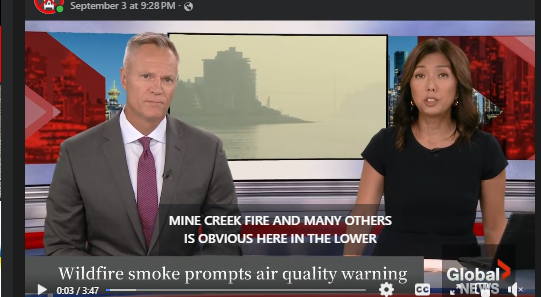 September 3 at 9:28 PM ·
MINE CREEK FIRE AND MANY OTHERS
IS OBVIOUS HERE IN THE LOWER
Wildfire smoke prompts air quality warning
Global
NEWS
0:03 / 3:47
CC